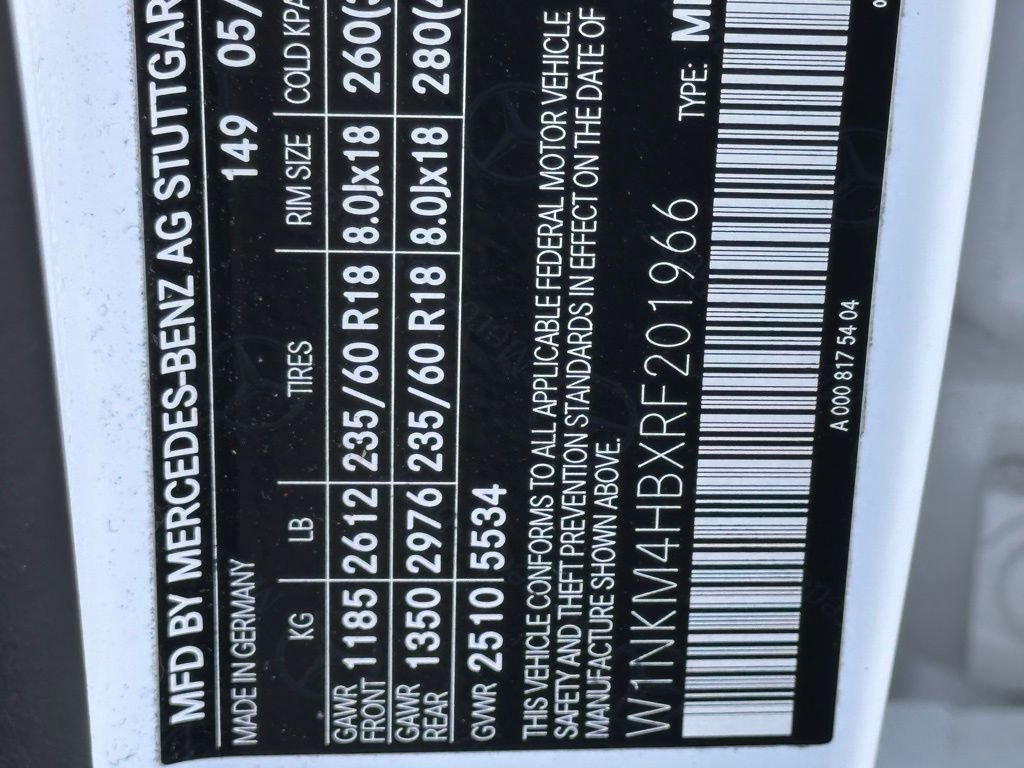 MFD BY MERCEDES-BENZ AG STUTTGAR
MADE IN GERMANY 149 05/
KG LB TIRES RIM SIZE COLD KPA
GAWR FRONT 1185 2612 235/60 R18 8.0Jx18 260(
GAWR REAR 1350 2976 235/60 R18 8.0Jx18 280(4
GVWR 2510 5534
THIS VEHICLE CONFORMS TO ALL APPLICABLE FEDERAL MOTOR VEHICLE
SAFETY AND THEFT PREVENTION STANDARDS IN EFFECT ON THE DATE OF
MANUFACTURE SHOWN ABOVE.
W1NKM4HBXRF201966 TYPE:
A 000 817 54 04